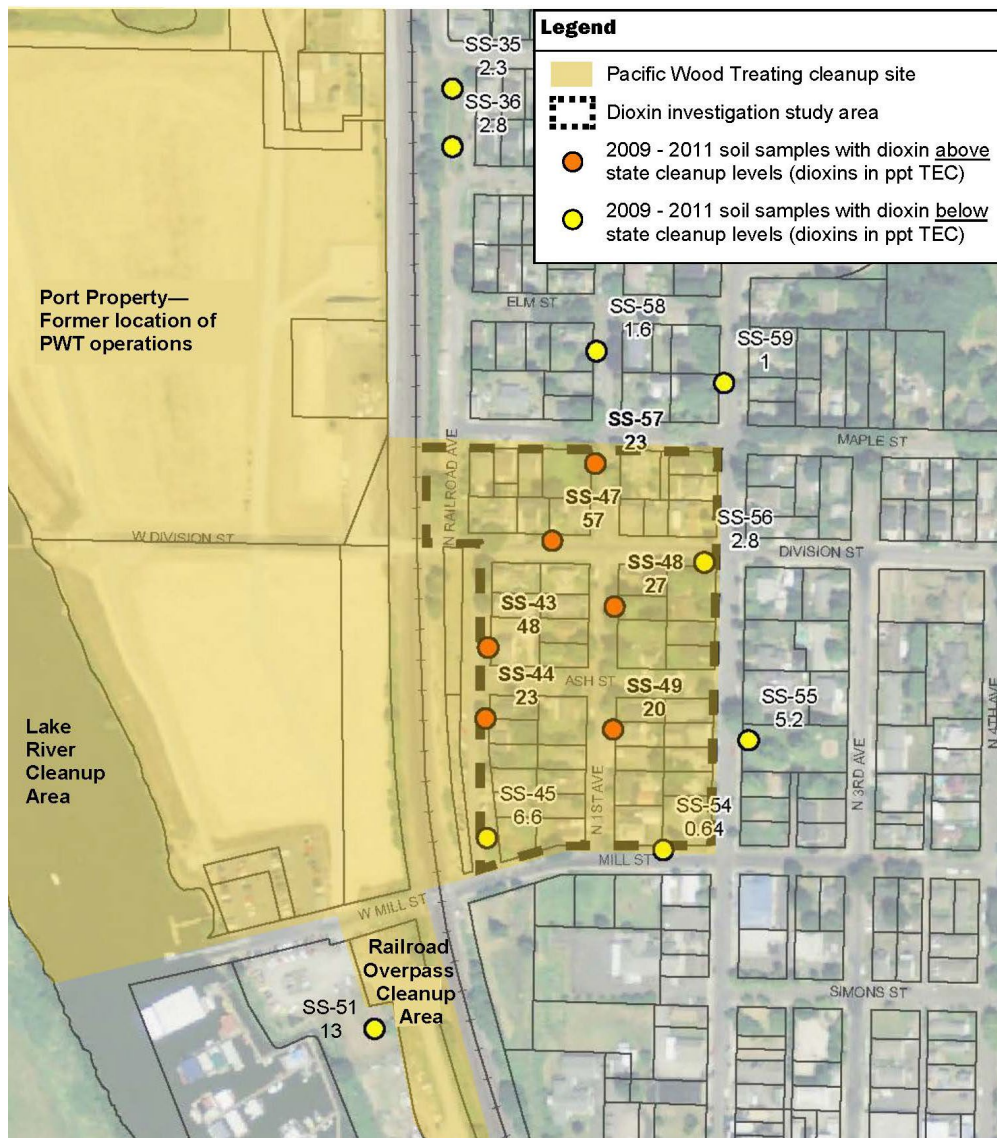 Legend
Pacific Wood Treating cleanup site
Dioxin investigation study area
2009 - 2011 soil samples with dioxin above
state cleanup levels (dioxins in ppt TEC)
2009 - 2011 soil samples with dioxin below
state cleanup levels (dioxins in ppt TEC)
SS-35
2.3
SS-36
2.8
Port Property—
Former location of
PWT operations
ELM ST
SS-58
1.6
SS-59
1
SS-57
23
MAPLE ST
N RAILROAD AVE
SS-47
57
SS-56
2.8
W DIVISION ST
DIVISION ST
SS-48
27
SS-43
48
SS-44
23
ASH ST
SS-49
20
SS-55
5.2
N 4TH AVE
Lake
River
Cleanup
Area
N 3RD AVE
SS-45
6.6
N 1ST AVE
SS-54
0.64
MILL ST
W MILL ST
Railroad
Overpass
Cleanup
Area
SS-51
13
SIMONS ST